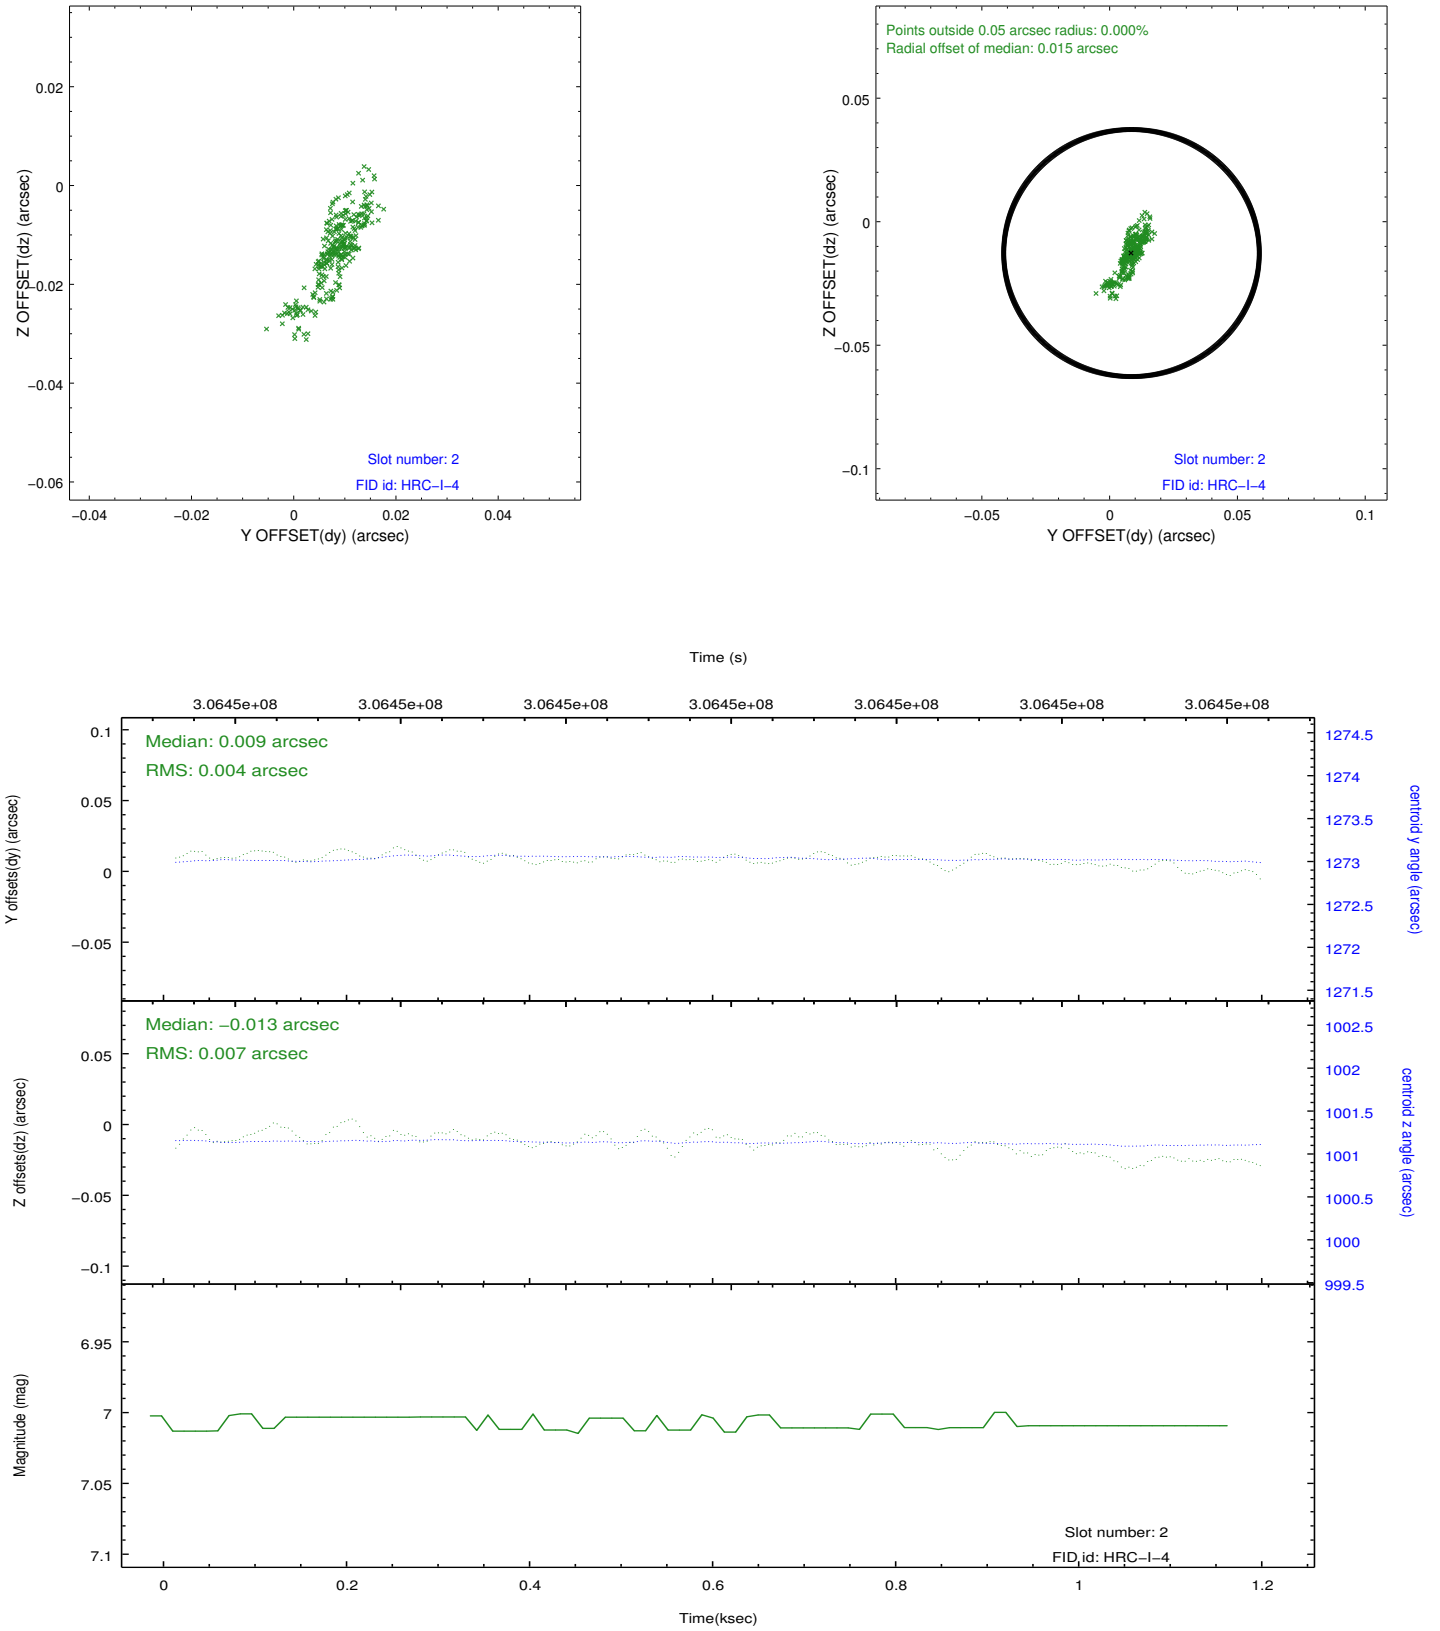 0.02
0
−0.02
−0.04
−0.06
Z OFFSET(dz) (arcsec)
Slot number: 2
FID id: HRC−I−4
−0.04 −0.02 0 0.02 0.04
Y OFFSET(dy) (arcsec)
Points outside 0.05 arcsec radius: 0.000%
Radial offset of median: 0.015 arcsec
0.05
0
−0.05
−0.1
Z OFFSET(dz) (arcsec)
Slot number: 2
FID id: HRC−I−4
−0.05 0 0.05 0.1
Y OFFSET(dy) (arcsec)
Time (s)
3.0645e+08 3.0645e+08 3.0645e+08 3.0645e+08 3.0645e+08 3.0645e+08 3.0645e+08
Median: 0.009 arcsec
RMS: 0.004 arcsec
0.1
0.05
0
−0.05
Y offsets(dy) (arcsec)
1274.5
1274
1273.5
1273
1272.5
1272
1271.5
centroid y angle (arcsec)
Median: −0.013 arcsec
RMS: 0.007 arcsec
0.05
0
−0.05
−0.1
Z offsets(dz) (arcsec)
1002.5
1002
1001.5
1001
1000.5
1000
999.5
centroid z angle (arcsec)
6.95
7
7.05
7.1
Magnitude (mag)
Slot number: 2
FID id: HRC−I−4
0 0.2 0.4 0.6 0.8 1 1.2
Time(ksec)